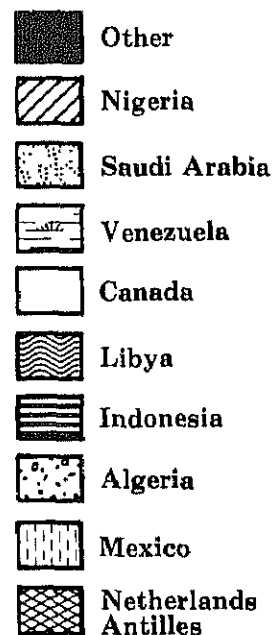 Other
Nigeria
Saudi Arabia
Venezuela
Canada
Libya
Indonesia
Algeria
Mexico
Netherlands
Antilles